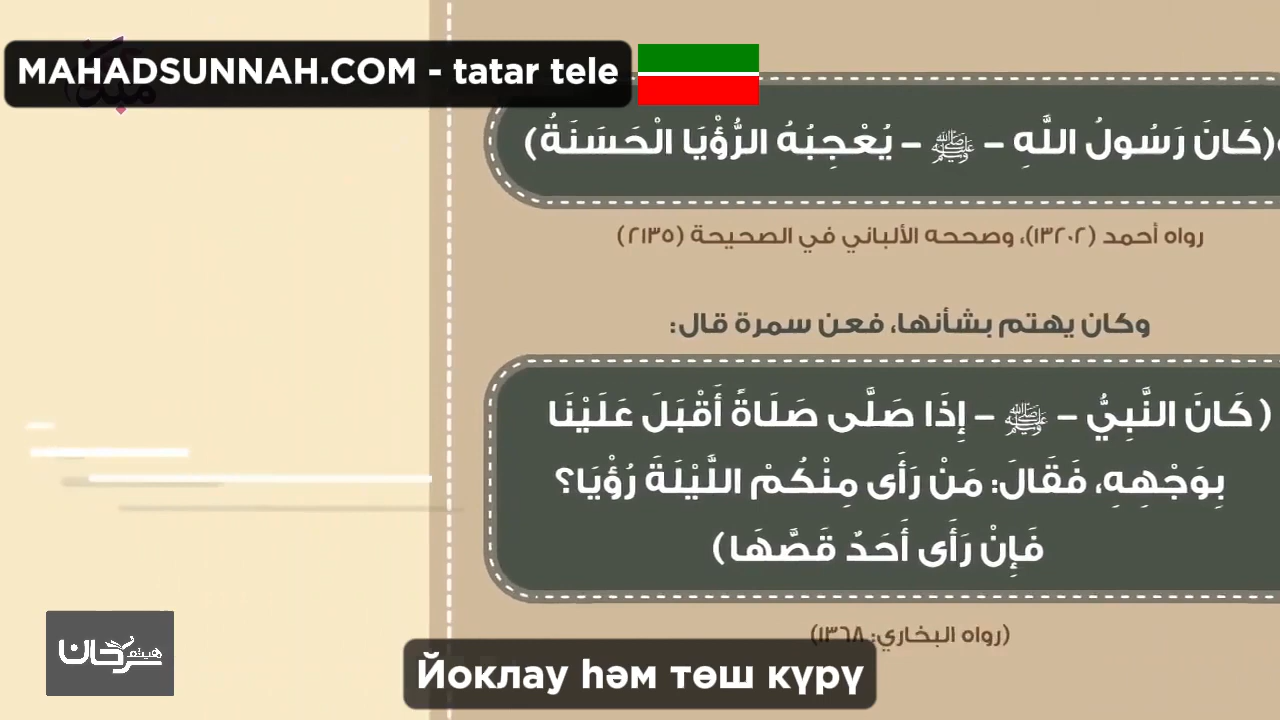 MAHADSUNNAH.COM - tatar tele
(كَانَ رَسُولُ اللَّهِ – ﷺ – يُعْجِبُهُ الرُّؤْيَا الْحَسَنَةُ)
رواه أحمد (١٣٢٠٢)، وصححه الألباني في الصحيحة (٢١٣٥)
وكان يهتم بشأنها، فعن سمرة قال:
( كَانَ النَّبِيُّ – ﷺ – إِذَا صَلَّى صَلَاةً أَقْبَلَ عَلَيْنَا
بِوَجْهِهِ، فَقَالَ: مَنْ رَأَى مِنْكُمْ اللَّيْلَةَ رُؤْيَا؟
فَإِنْ رَأَى أَحَدٌ قَصَّهَا)
(رواه البخاري: ١٣٦٨)
هيثم
سرحان
Йоклау һәм төш күрү